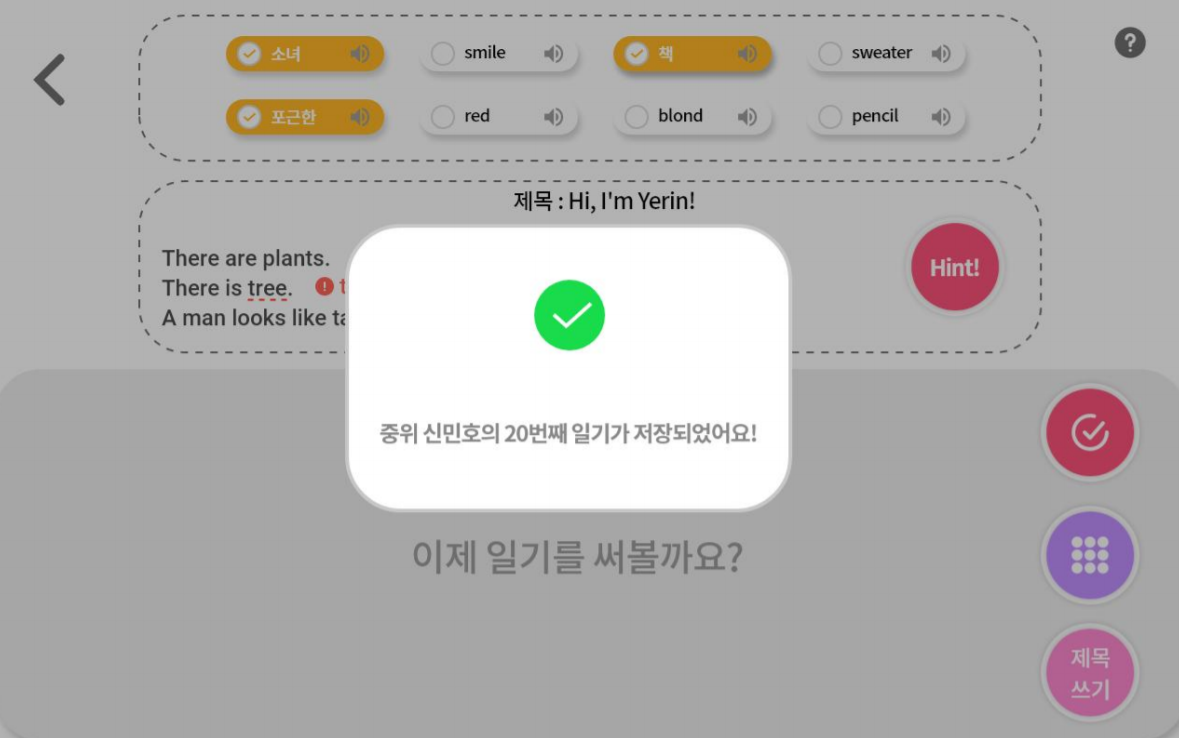 소녀
smile
책
sweater
포근한
red
blond
pencil
제목 : Hi, I'm Yerin!
There are plants.
There is tree.
A man looks like
Hint!
중위 신민호의 20번째 일기가 저장되었어요!
이제 일기를 써볼까요?
제목
쓰기